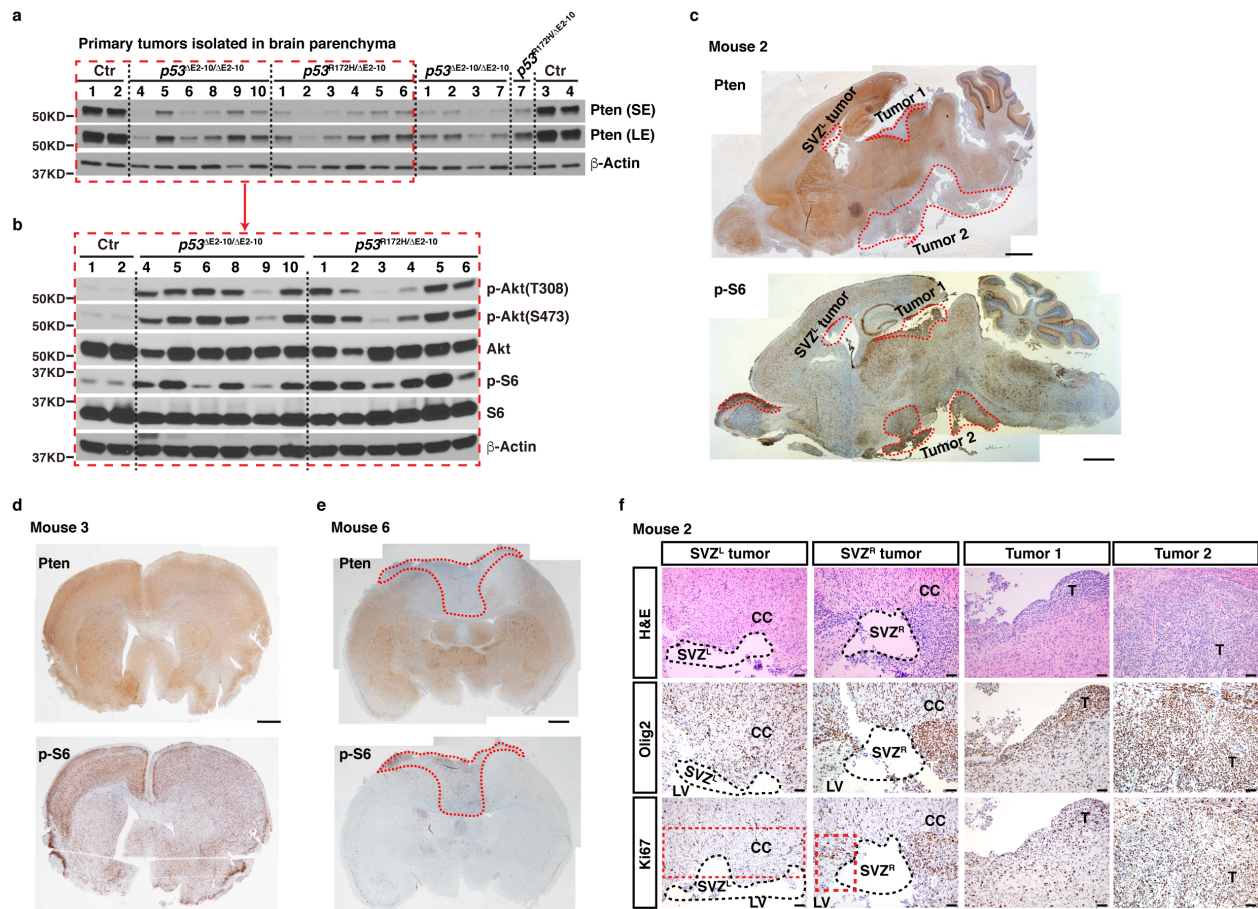 a
Primary tumors isolated in brain parenchyma
Ctr p53ΔE2-10/ΔE2-10 p53R172H/ΔE2-10 p53ΔE2-10/ΔE2-10 p53R172H/ΔE2-10 Ctr
1 2 4 5 6 8 9 10 1 2 3 4 5 6 1 2 3 7 7 3 4
50KD Pten (SE)
50KD Pten (LE)
37KD β-Actin
b
Ctr p53ΔE2-10/ΔE2-10 p53R172H/ΔE2-10
1 2 4 5 6 8 9 10 1 2 3 4 5 6
50KD p-Akt(T308)
50KD p-Akt(S473)
50KD Akt
37KD p-S6
37KD S6
37KD β-Actin
c
Mouse 2
Pten
SVZL tumor
Tumor 1
Tumor 2
p-S6
SVZL tumor
Tumor 1
Tumor 2
d
Mouse 3
Pten
p-S6
e
Mouse 6
Pten
p-S6
f
Mouse 2
SVZL tumor SVZR tumor Tumor 1 Tumor 2
H&E
CC SVZL
CC SVZR
T
T
Olig2
CC SVZL LV
CC SVZR LV
T
T
Ki67
CC SVZL LV
CC SVZR LV
T
T